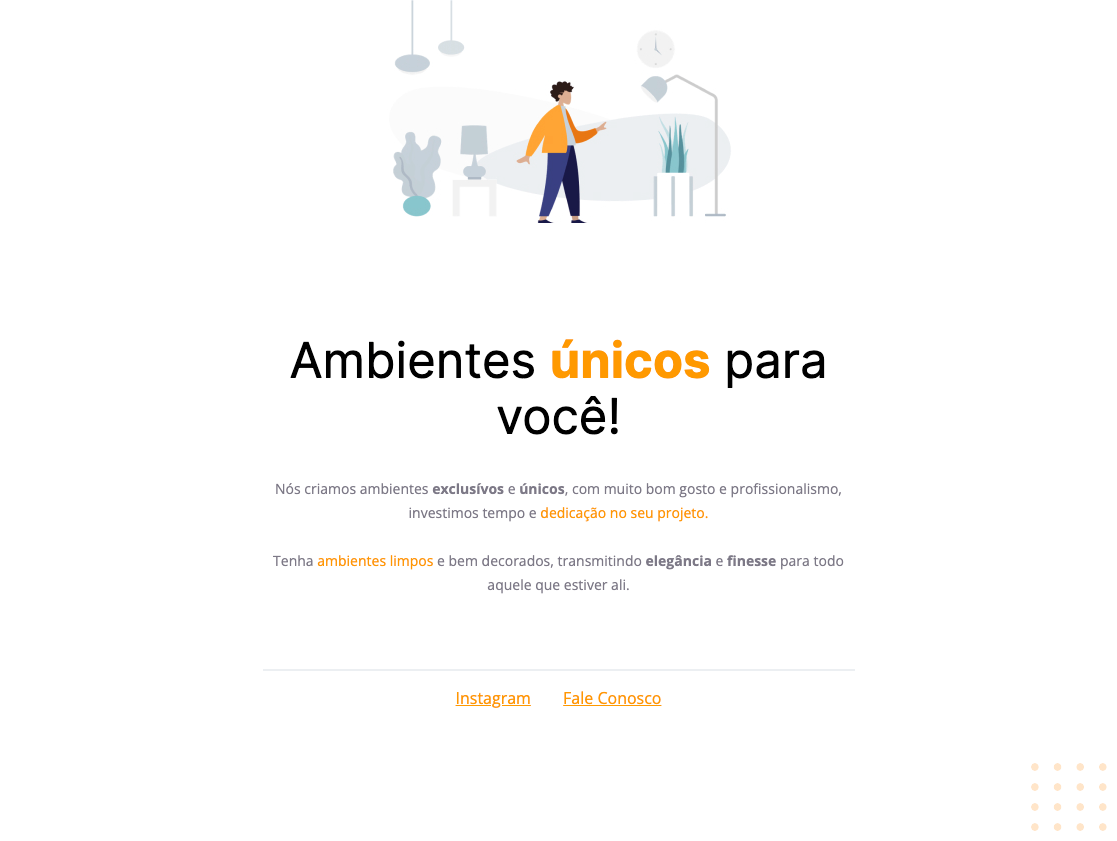 Ambientes únicos para
você!
Nós criamos ambientes exclusívos e únicos, com muito bom gosto e profissionalismo,
investimos tempo e dedicação no seu projeto.
Tenha ambientes limpos e bem decorados, transmitindo elegância e finesse para todo
aquele que estiver ali.
Instagram Fale Conosco